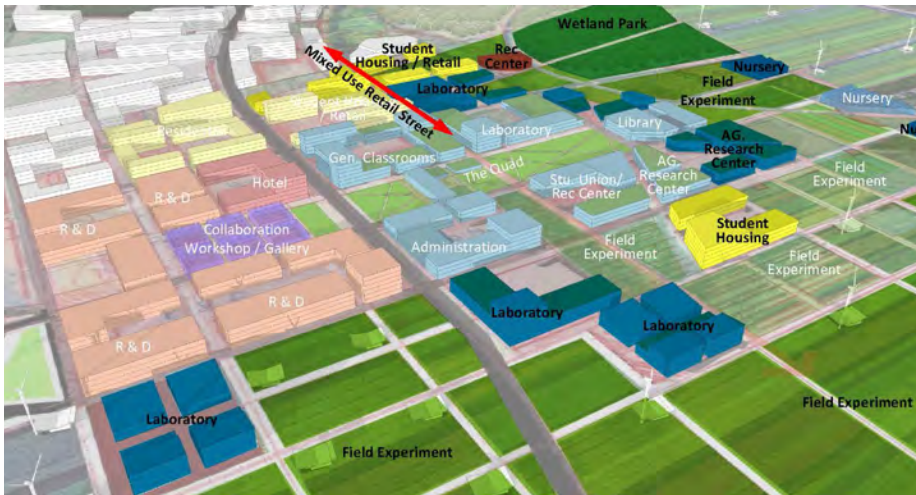 Wetland Park
Student
Housing / Retail
Rec
Center
Mixed Use Retail Street
Laboratory
Nursery
Field
Experiment
Nursery
Laboratory
Library
AG.
Research
Center
Gen. Classrooms
The Quad
Stu. Union/
Rec Center
AG.
Research
Center
Field
Experiment
Hotel
R & D
R & D
Collaboration
Workshop / Gallery
Administration
Field
Experiment
Student
Housing
Field
Experiment
R & D
R & D
Laboratory
Laboratory
Laboratory
Field Experiment
Field Experiment